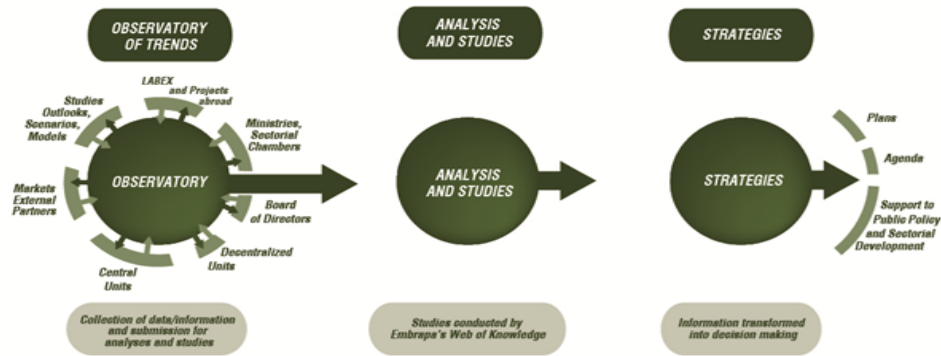 OBSERVATORY
OF TRENDS
ANALYSIS
AND STUDIES
STRATEGIES
LABEX
and Projects
abroad
Studies
Outlooks,
Scenarios,
Models
Ministries,
Sectorial
Chambers
Markets
External
Partners
OBSERVATORY
Board
of Directors
Decentralized
Units
Central
Units
ANALYSIS
AND STUDIES
STRATEGIES
Plans
Agenda
Support to
Public Policy
and Sectorial
Development
Collection of data/information
and submission for
analyses and studies
Studies conducted by
Embrapa's Web of Knowledge
Information transformed
into decision making